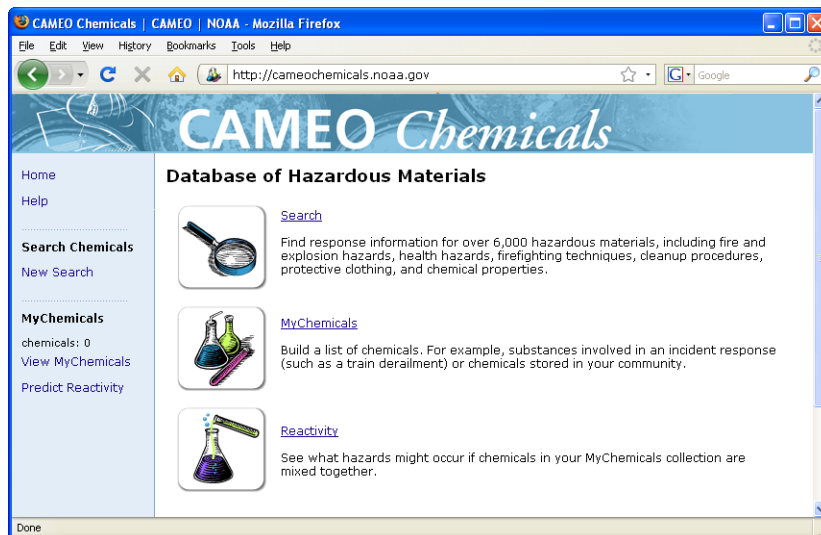 CAMEO Chemicals | CAMEO | NOAA - Mozilla Firefox
File Edit View History Bookmarks Tools Help
http://cameochemicals.noaa.gov
G Google
CAMEO Chemicals
Home
Help
Search Chemicals
New Search
MyChemicals
chemicals: 0
View MyChemicals
Predict Reactivity
Database of Hazardous Materials
Search
Find response information for over 6,000 hazardous materials, including fire and
explosion hazards, health hazards, firefighting techniques, cleanup procedures,
protective clothing, and chemical properties.
MyChemicals
Build a list of chemicals. For example, substances involved in an incident response
(such as a train derailment) or chemicals stored in your community.
Reactivity
See what hazards might occur if chemicals in your MyChemicals collection are
mixed together.
Done